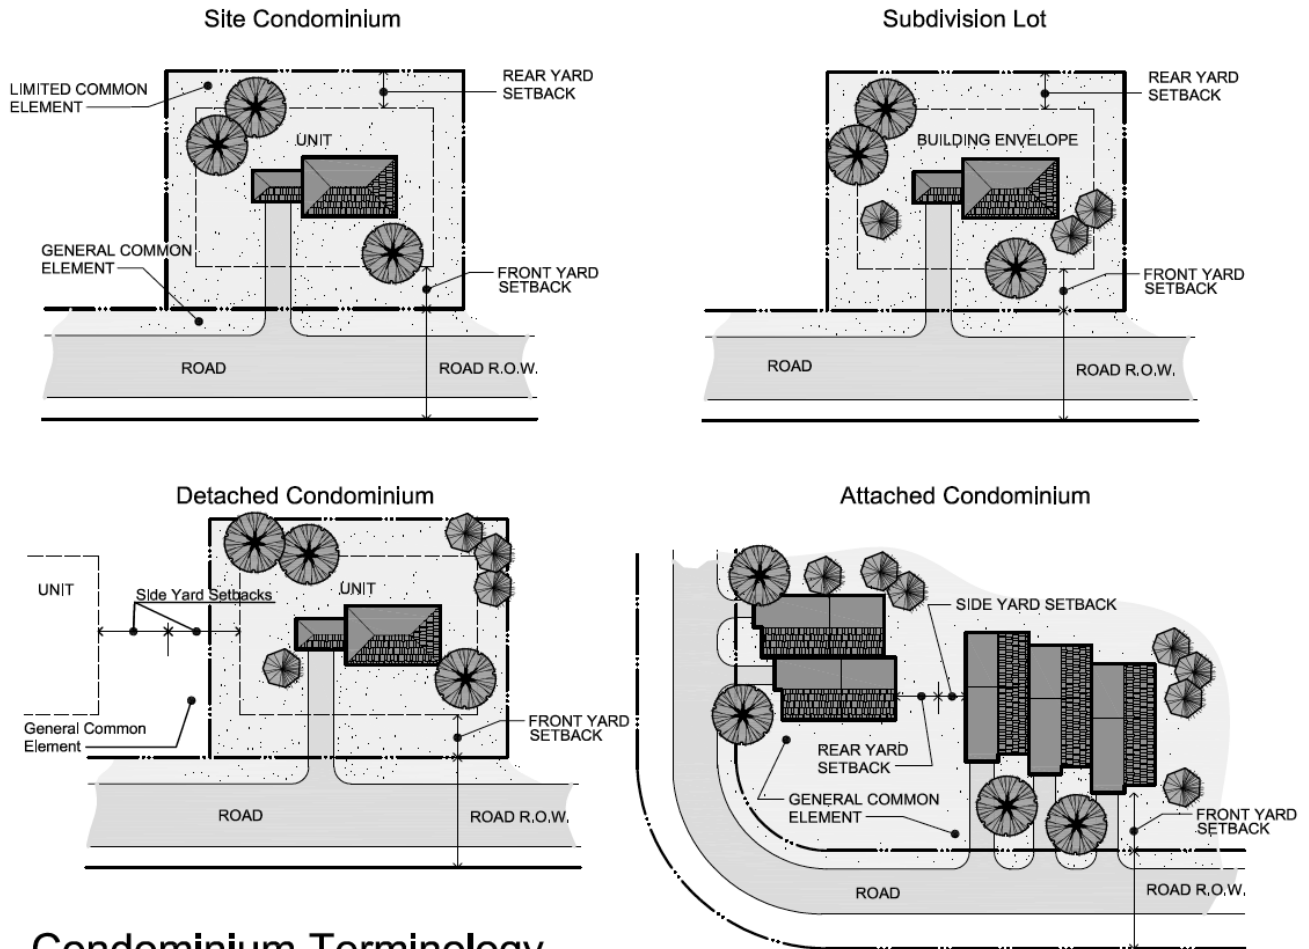 Site Condominium
LIMITED COMMON
ELEMENT
REAR YARD
SETBACK
UNIT
GENERAL COMMON
ELEMENT
FRONT YARD
SETBACK
ROAD
ROAD R.O.W.
Subdivision Lot
REAR YARD
SETBACK
BUILDING ENVELOPE
FRONT YARD
SETBACK
ROAD
ROAD R.O.W.
Detached Condominium
UNIT
Side Yard Setbacks
UNIT
General Common
Element
FRONT YARD
SETBACK
ROAD
ROAD R.O.W.
Attached Condominium
SIDE YARD SETBACK
REAR YARD
SETBACK
GENERAL COMMON
ELEMENT
FRONT YARD
SETBACK
ROAD
ROAD R.O.W.
Condominium Terminology